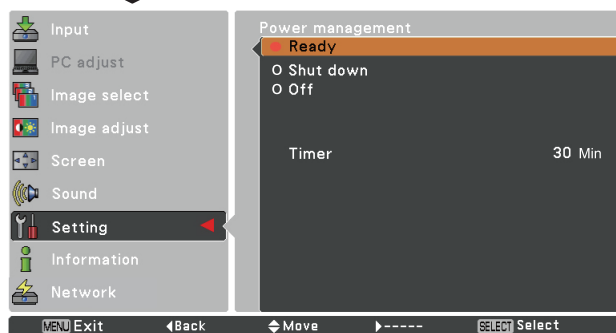 Input
PC adjust
Image select
Image adjust
Screen
Sound
Setting
Information
Network
Power management
Ready
Shut down
Off
Timer 30 Min
MENU Exit Back Move ----- SELECT Select